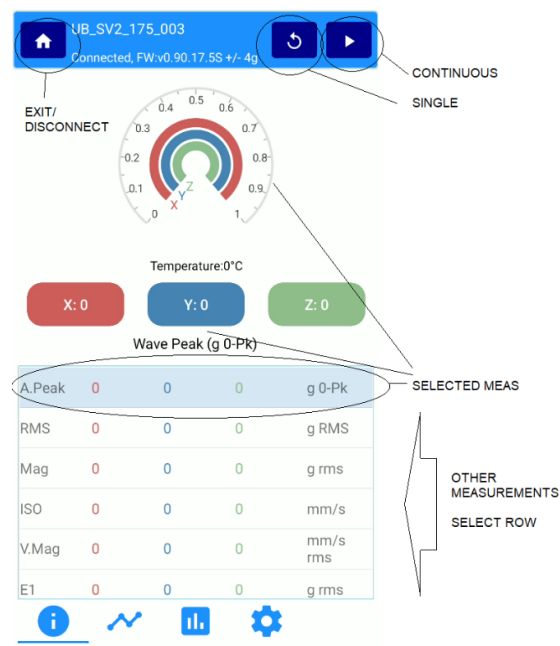 UB_SV2_175_003
Connected, FW:v0.90.17.5S +/- 4g
CONTINUOUS
SINGLE
EXIT/
DISCONNECT
0
0.1
0.2
0.3
0.4
0.5
0.6
0.7
0.8
0.9
1
X
Y
Z
Temperature:0°C
X: 0
Y: 0
Z: 0
Wave Peak (g 0-Pk)
SELECTED MEAS
A.Peak 0 0 0 g 0-Pk
RMS 0 0 0 g RMS
Mag 0 0 0 g rms
ISO 0 0 0 mm/s
V.Mag 0 0 0 mm/s
rms
E1 0 0 0 g rms
OTHER
MEASUREMENTS
SELECT ROW